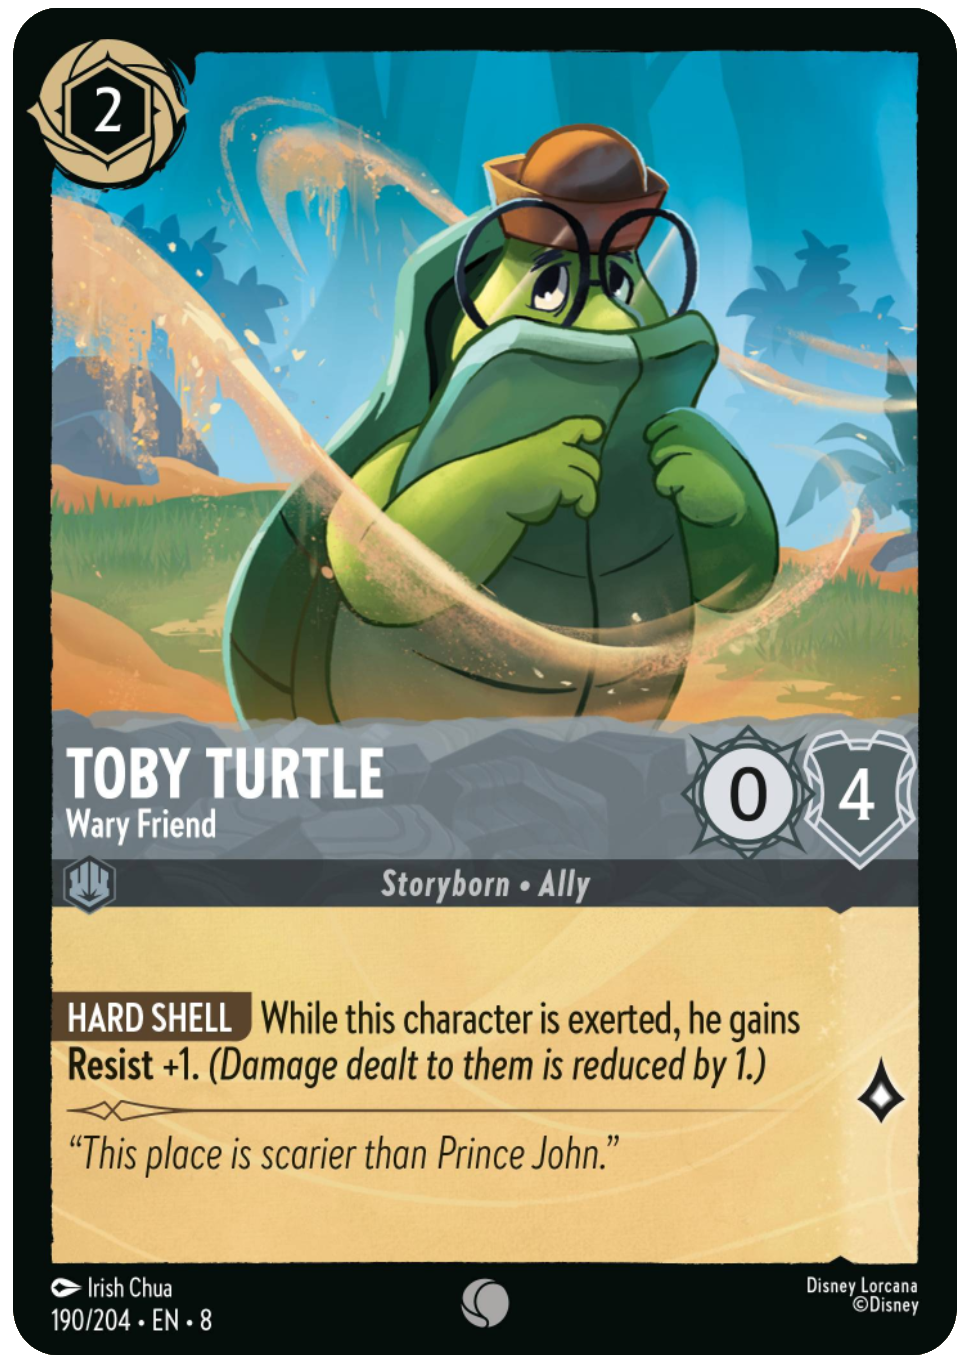 2
TOBY TURTLE
Wary Friend
0
4
Storyborn • Ally
HARD SHELL While this character is exerted, he gains
Resist +1. (Damage dealt to them is reduced by 1.)
“This place is scarier than Prince John.”
Irish Chua
190/204 • EN • 8
Disney Lorcana
©Disney